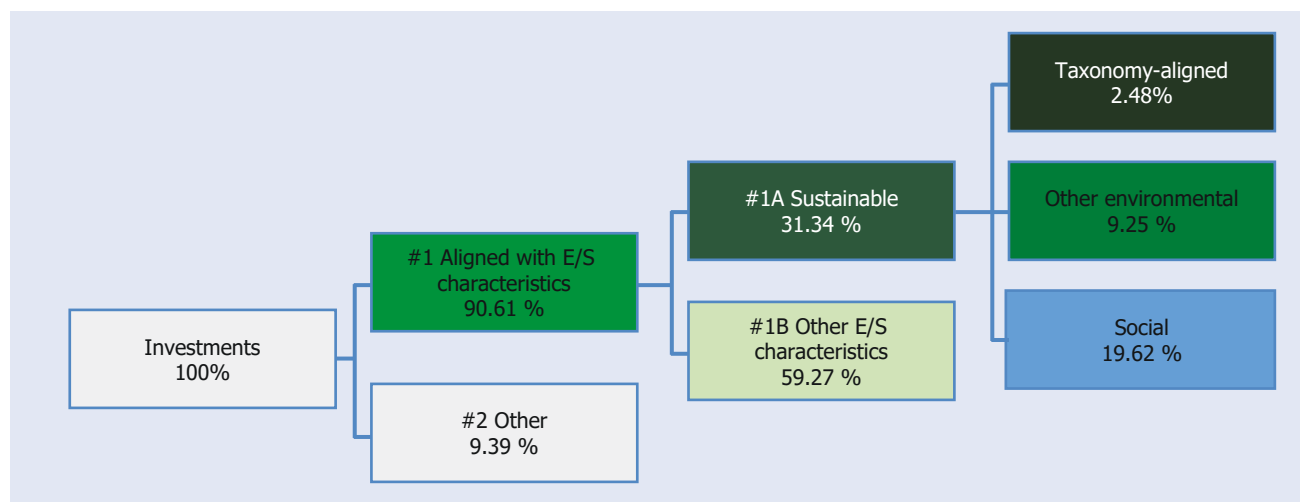 Investments
100%
#1 Aligned with E/S
characteristics
90.61 %
#2 Other
9.39 %
#1A Sustainable
31.34 %
#1B Other E/S
characteristics
59.27 %
Taxonomy-aligned
2.48%
Other environmental
9.25 %
Social
19.62 %